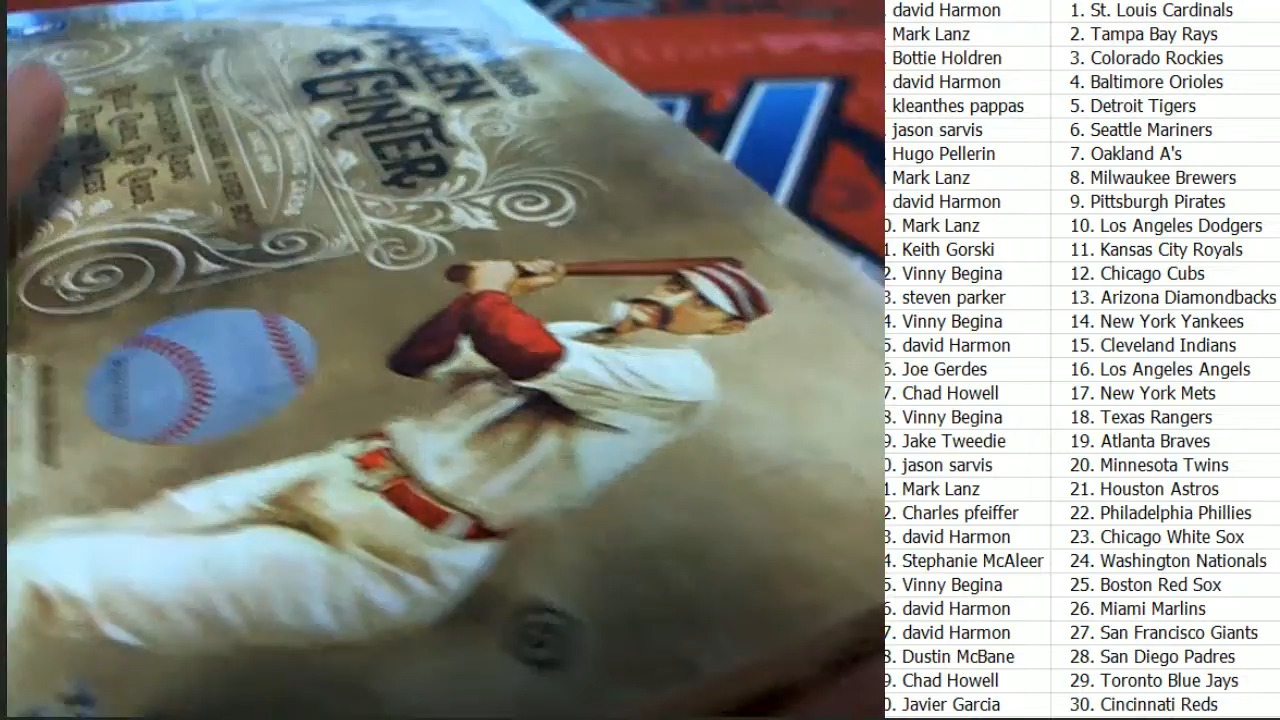 ALLEN
& GINTER
. david Harmon 1. St. Louis Cardinals
. Mark Lanz 2. Tampa Bay Rays
. Bottie Holdren 3. Colorado Rockies
. david Harmon 4. Baltimore Orioles
. kleanthes pappas 5. Detroit Tigers
. jason sarvis 6. Seattle Mariners
. Hugo Pellerin 7. Oakland A's
. Mark Lanz 8. Milwaukee Brewers
. david Harmon 9. Pittsburgh Pirates
0. Mark Lanz 10. Los Angeles Dodgers
1. Keith Gorski 11. Kansas City Royals
2. Vinny Begina 12. Chicago Cubs
3. steven parker 13. Arizona Diamondbacks
4. Vinny Begina 14. New York Yankees
5. david Harmon 15. Cleveland Indians
6. Joe Gerdes 16. Los Angeles Angels
7. Chad Howell 17. New York Mets
8. Vinny Begina 18. Texas Rangers
9. Jake Tweedie 19. Atlanta Braves
0. jason sarvis 20. Minnesota Twins
1. Mark Lanz 21. Houston Astros
2. Charles pfeiffer 22. Philadelphia Phillies
3. david Harmon 23. Chicago White Sox
4. Stephanie McAleer 24. Washington Nationals
5. Vinny Begina 25. Boston Red Sox
6. david Harmon 26. Miami Marlins
7. david Harmon 27. San Francisco Giants
8. Dustin McBane 28. San Diego Padres
9. Chad Howell 29. Toronto Blue Jays
0. Javier Garcia 30. Cincinnati Reds